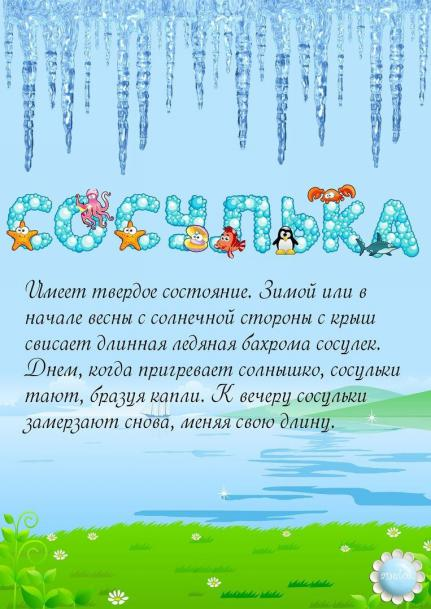 СОСУЛЬКА
Имеет твердое состояние. Зимой или в
начале весны с солнечной стороны с крыш
свисает длинная ледяная бахрома сосулек.
Днем, когда пригревает солнышко, сосульки
тают, бразуя капли. К вечеру сосульки
замерзают снова, меняя свою длину.